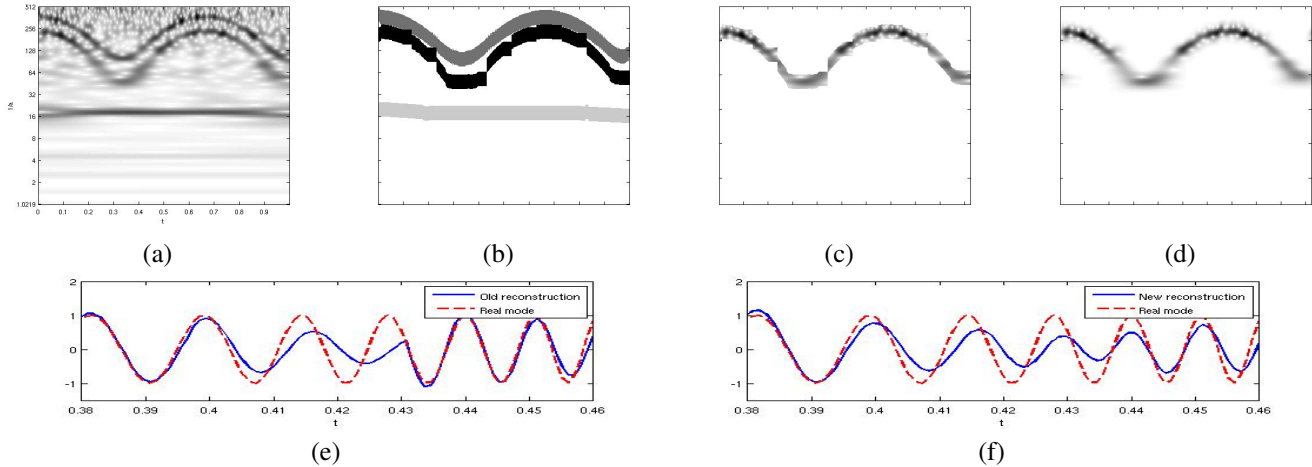 512
256
128
64
32
16
8
4
2
1.0219
1/a
0 0.1 0.2 0.3 0.4 0.5 0.6 0.7 0.8 0.9
t
(a) (b) (c) (d)
2
1
0
-1
Old reconstruction
Real mode
0.38 0.39 0.4 0.41 0.42 0.43 0.44 0.45 0.46
t
(e)
2
1
0
-1
New reconstruction
Real mode
0.38 0.39 0.4 0.41 0.42 0.43 0.44 0.45 0.46
t
(f)